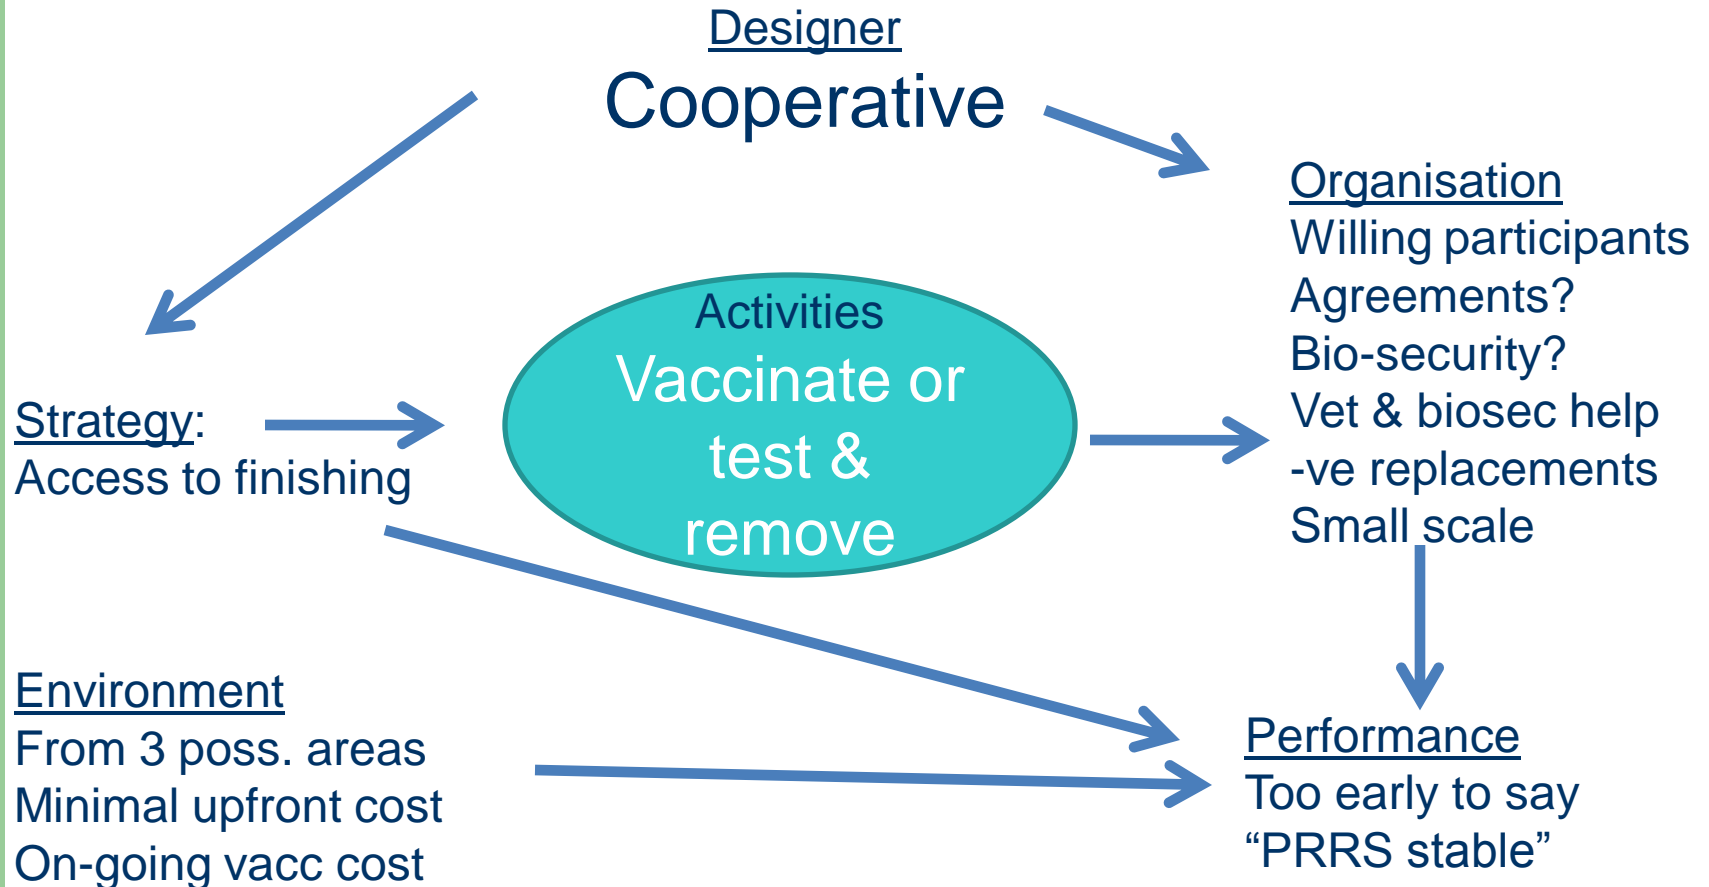 Designer
Cooperative
Organisation
Willing participants
Agreements?
Bio-security?
Vet & biosec help
-ve replacements
Small scale
Activities
Vaccinate or
test &
remove
Strategy:
Access to finishing
Environment
From 3 poss. areas
Minimal upfront cost
On-going vacc cost
Performance
Too early to say
“PRRS stable”